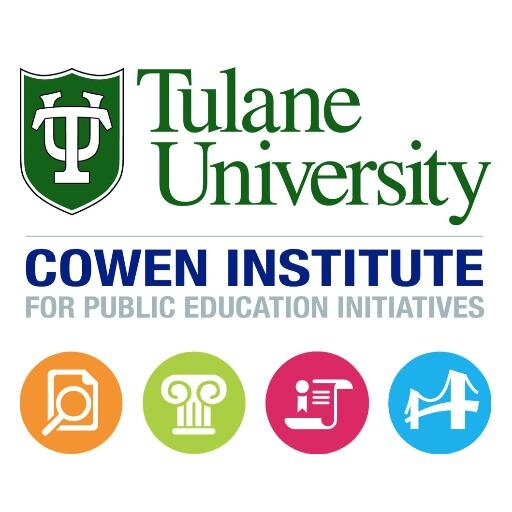 Tulane
University
COWEN INSTITUTE
FOR PUBLIC EDUCATION INITIATIVES